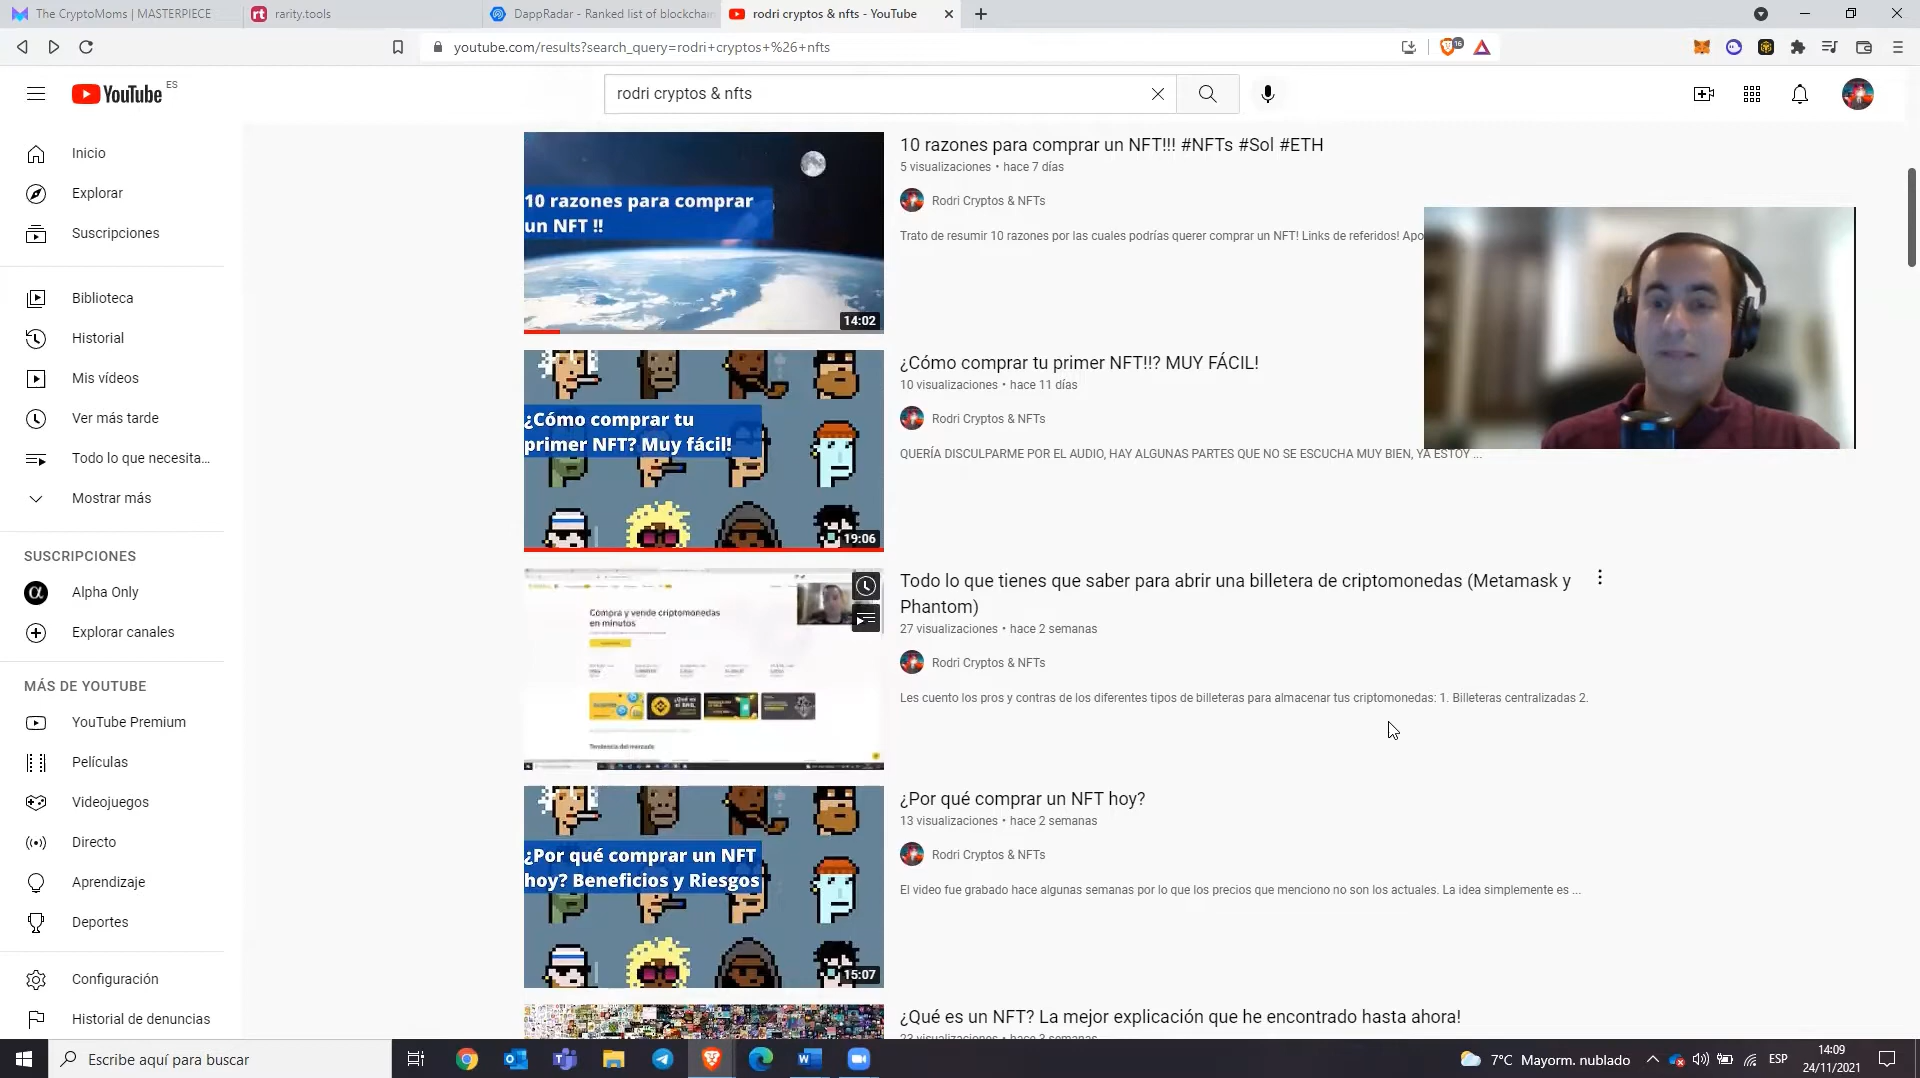 The CryptoMoms | MASTERPIECE
rarity.tools
DappRadar - Ranked list of blockchain
rodri cryptos & nfts - YouTube
youtube.com/results?search_query=rodri+cryptos+%26+nfts
16
YouTube
ES
rodri cryptos & nfts
Inicio
Explorar
Suscripciones
Biblioteca
Historial
Mis vídeos
Ver más tarde
Todo lo que necesita...
Mostrar más
SUSCRIPCIONES
Alpha Only
Explorar canales
MÁS DE YOUTUBE
YouTube Premium
Películas
Videojuegos
Directo
Aprendizaje
Deportes
Configuración
Historial de denuncias
10 razones para comprar
un NFT !!
14:02
10 razones para comprar un NFT!!! #NFTs #Sol #ETH
5 visualizaciones • hace 7 días
Rodri Cryptos & NFTs
Trato de resumir 10 razones por las cuales podrías querer comprar un NFT! Links de referidos! Apo
¿Cómo comprar tu
primer NFT? Muy fácil!
19:06
¿Cómo comprar tu primer NFT!!? MUY FÁCIL!
10 visualizaciones • hace 11 días
Rodri Cryptos & NFTs
QUERÍA DISCULPARME POR EL AUDIO, HAY ALGUNAS PARTES QUE NO SE ESCUCHA MUY BIEN, YA ESTOY ...
Compra y vende criptomonedas
en minutos
Tendencia del mercado
Todo lo que tienes que saber para abrir una billetera de criptomonedas (Metamask y
Phantom)
27 visualizaciones • hace 2 semanas
Rodri Cryptos & NFTs
Les cuento los pros y contras de los diferentes tipos de billeteras para almacenar tus criptomonedas: 1. Billeteras centralizadas 2.
¿Por qué comprar un NFT
hoy? Beneficios y Riesgos
15:07
¿Por qué comprar un NFT hoy?
13 visualizaciones • hace 2 semanas
Rodri Cryptos & NFTs
El video fue grabado hace algunas semanas por lo que los precios que menciono no son los actuales. La idea simplemente es ...
¿Qué es un NFT? La mejor explicación que he encontrado hasta ahora!
23 visualizaciones • hace 3 semanas
Escribe aquí para buscar
7°C Mayorm. nublado
ESP
14:09
24/11/2021